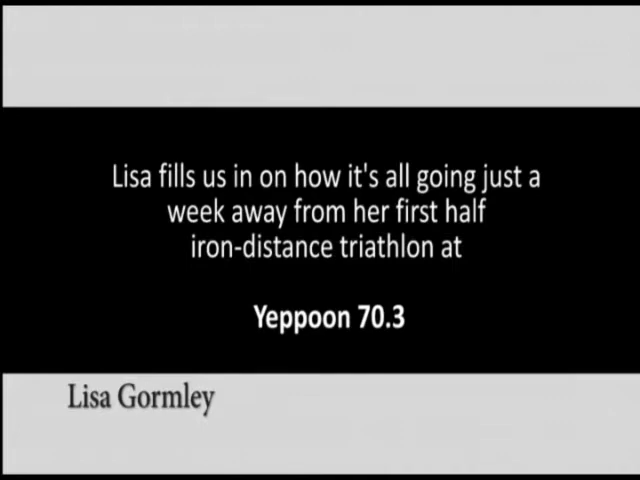 Lisa fills us in on how it's all going just a
week away from her first half
iron-distance triathlon at
Yeppoon 70.3
Lisa Gormley